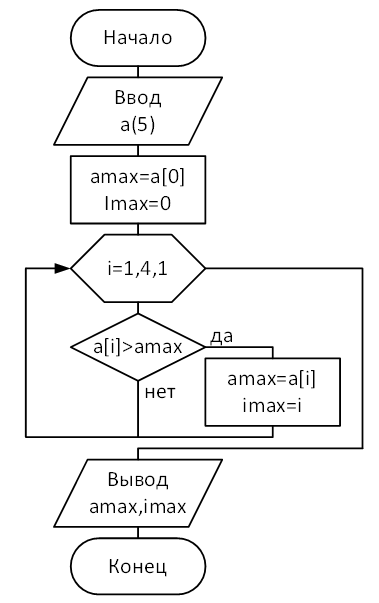 Начало
Ввод
a(5)
amax=a[0]
Imax=0
i=1,4,1
a[i]>amax
да
нет
amax=a[i]
imax=i
Вывод
amax,imax
Конец